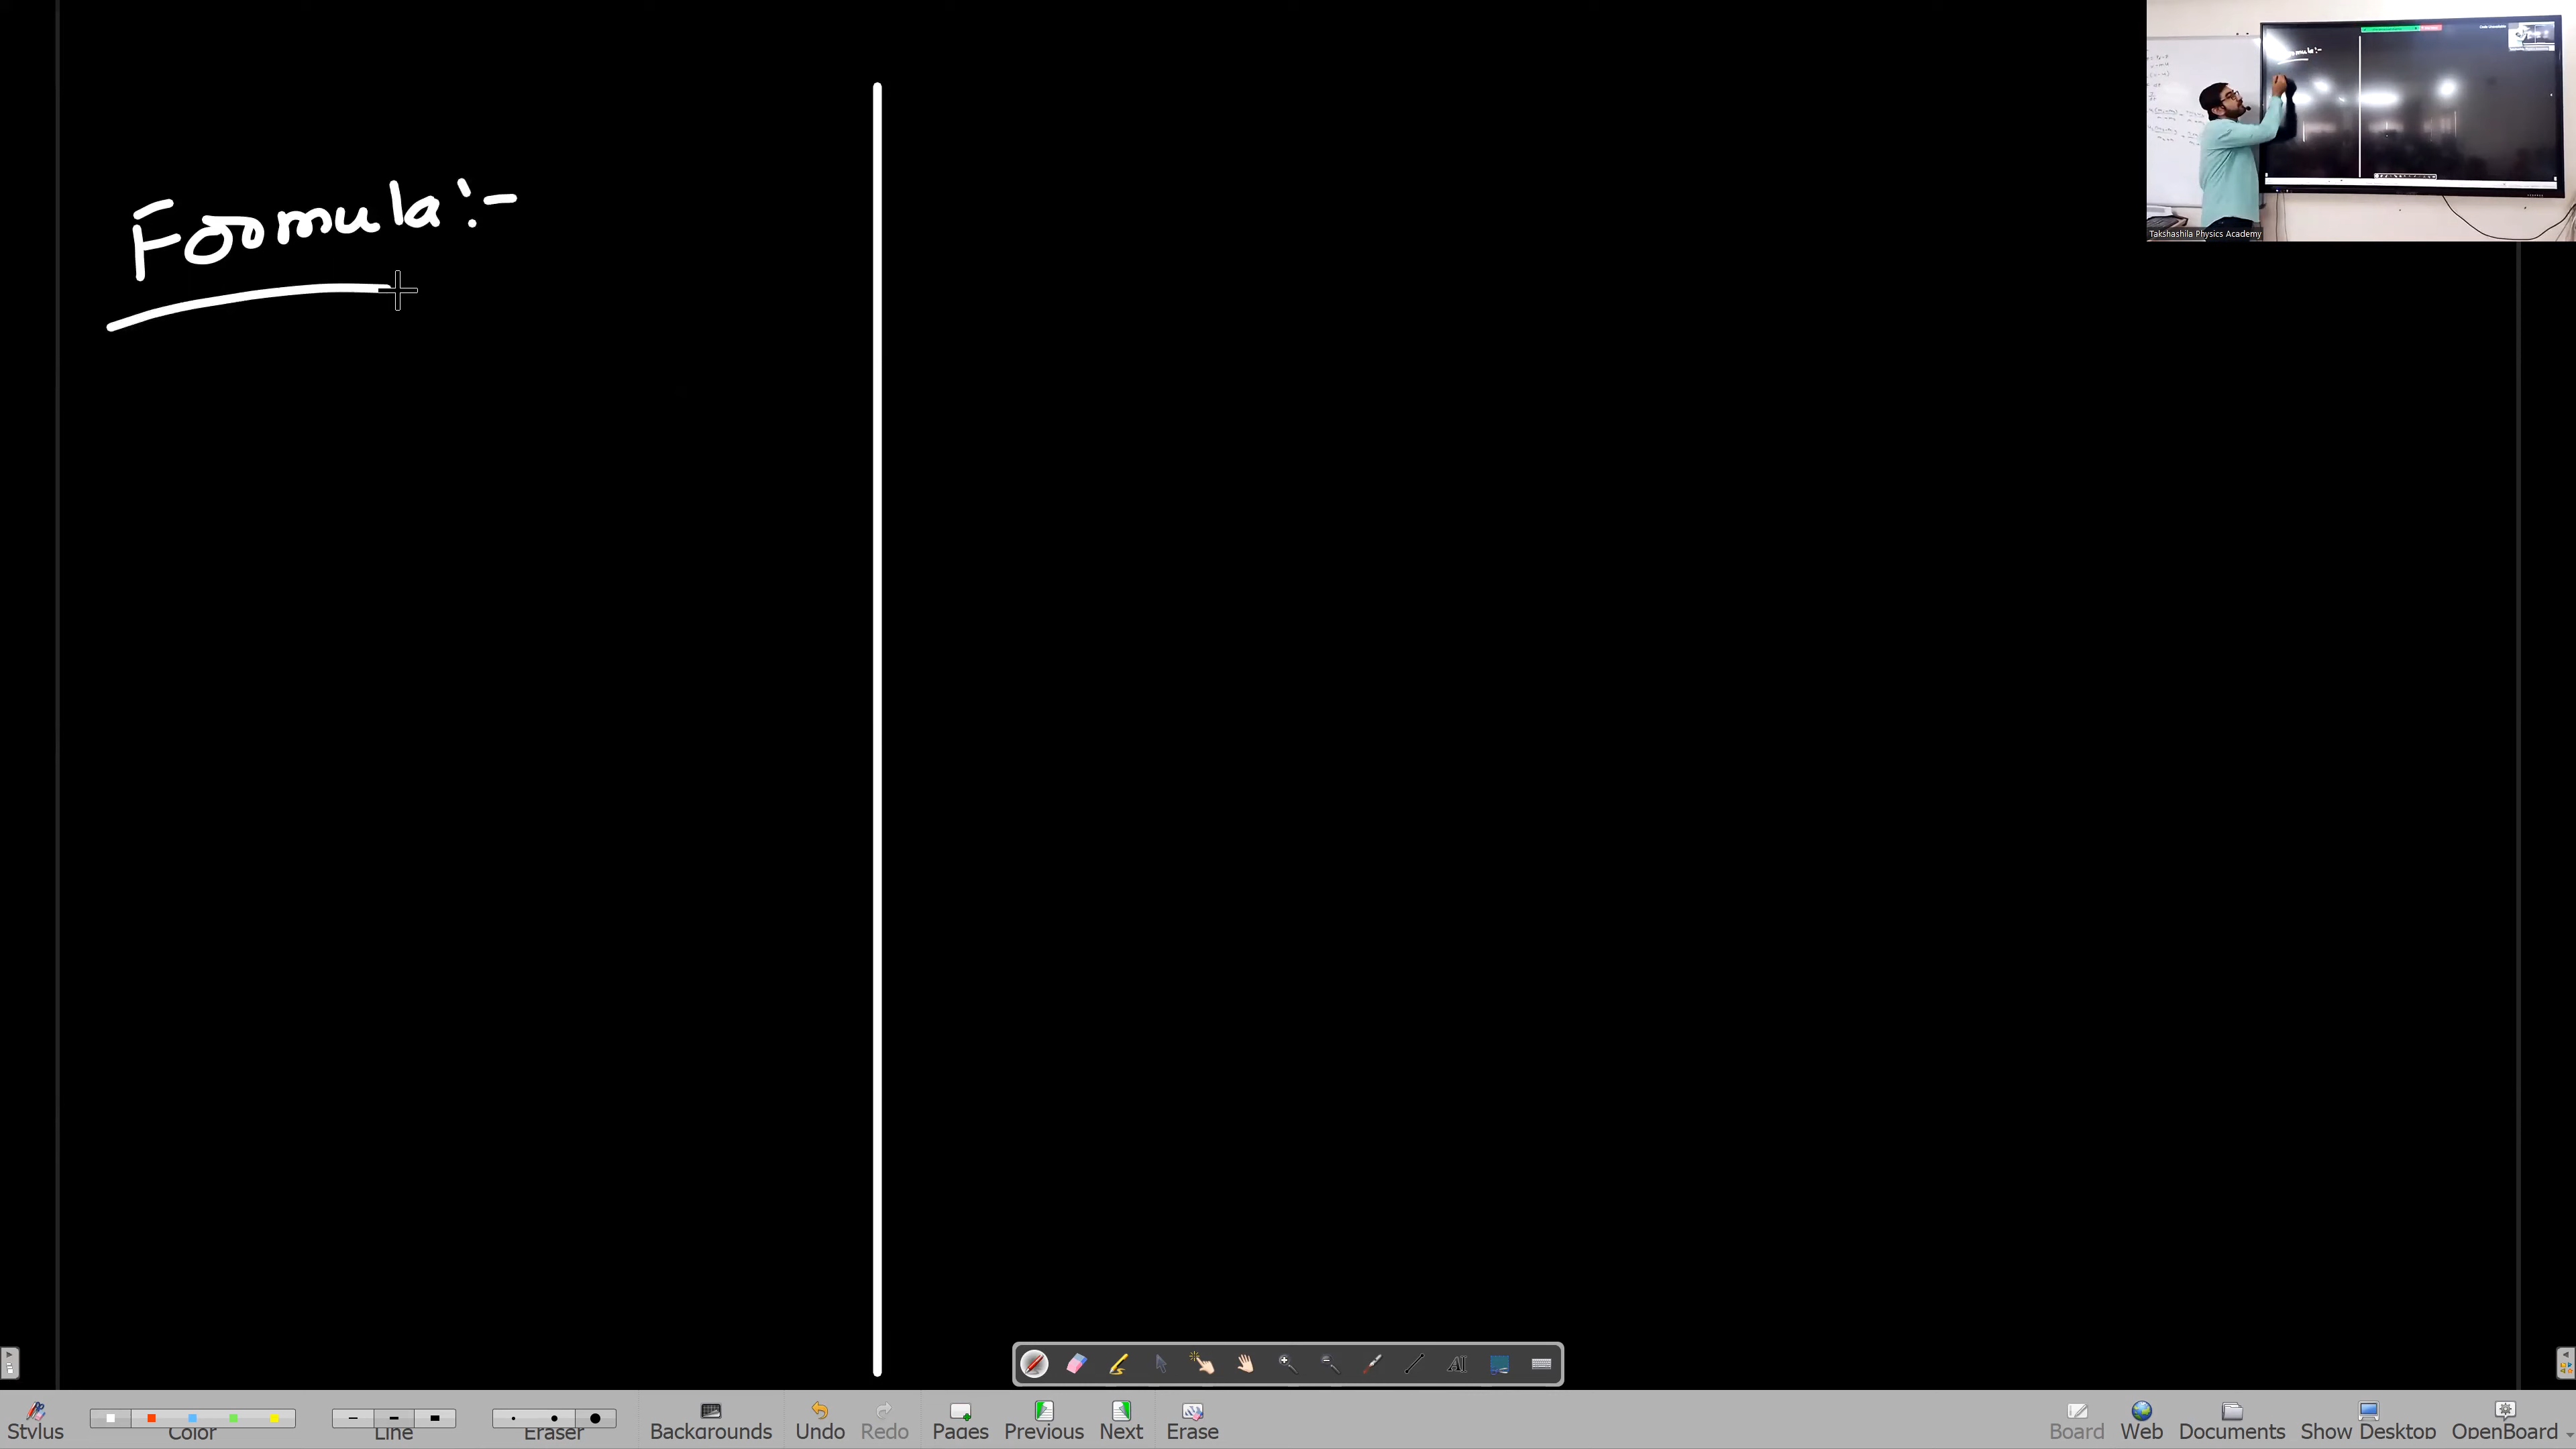 Formula:-
Takshashila Physics Academy
Stylus
Color
Line
Eraser
Backgrounds
Undo
Redo
Pages
Previous
Next
Erase
Board
Web
Documents
Show Desktop
OpenBoard